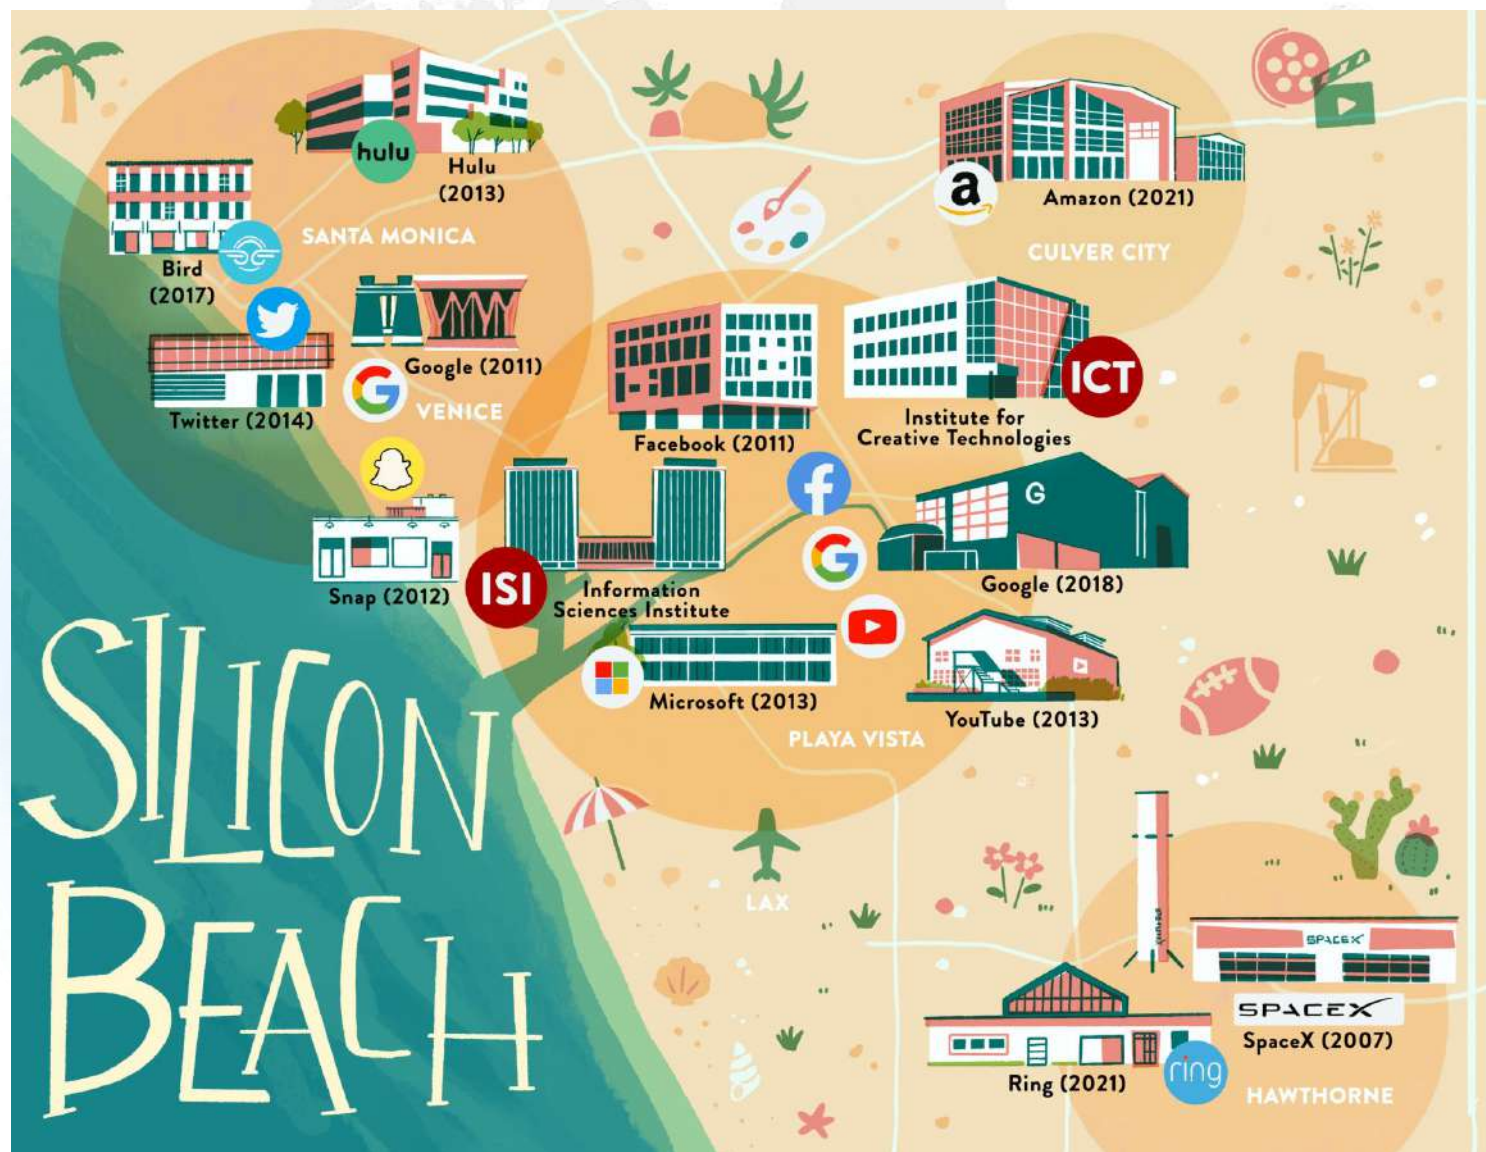 hulu
Hulu
(2013)
Bird
(2017)
SANTA MONICA
a
Amazon (2021)
CULVER CITY
Google (2011)
G
VENICE
Twitter (2014)
Facebook (2011)
f
ICT
Institute for
Creative Technologies
Snap (2012)
ISI
Information
Sciences Institute
G
G
Google (2018)
Microsoft (2013)
YouTube (2013)
PLAYA VISTA
SILICON
BEACH
LAX
SPACEX
SPACEX
SpaceX (2007)
Ring (2021)
ring
HAWTHORNE